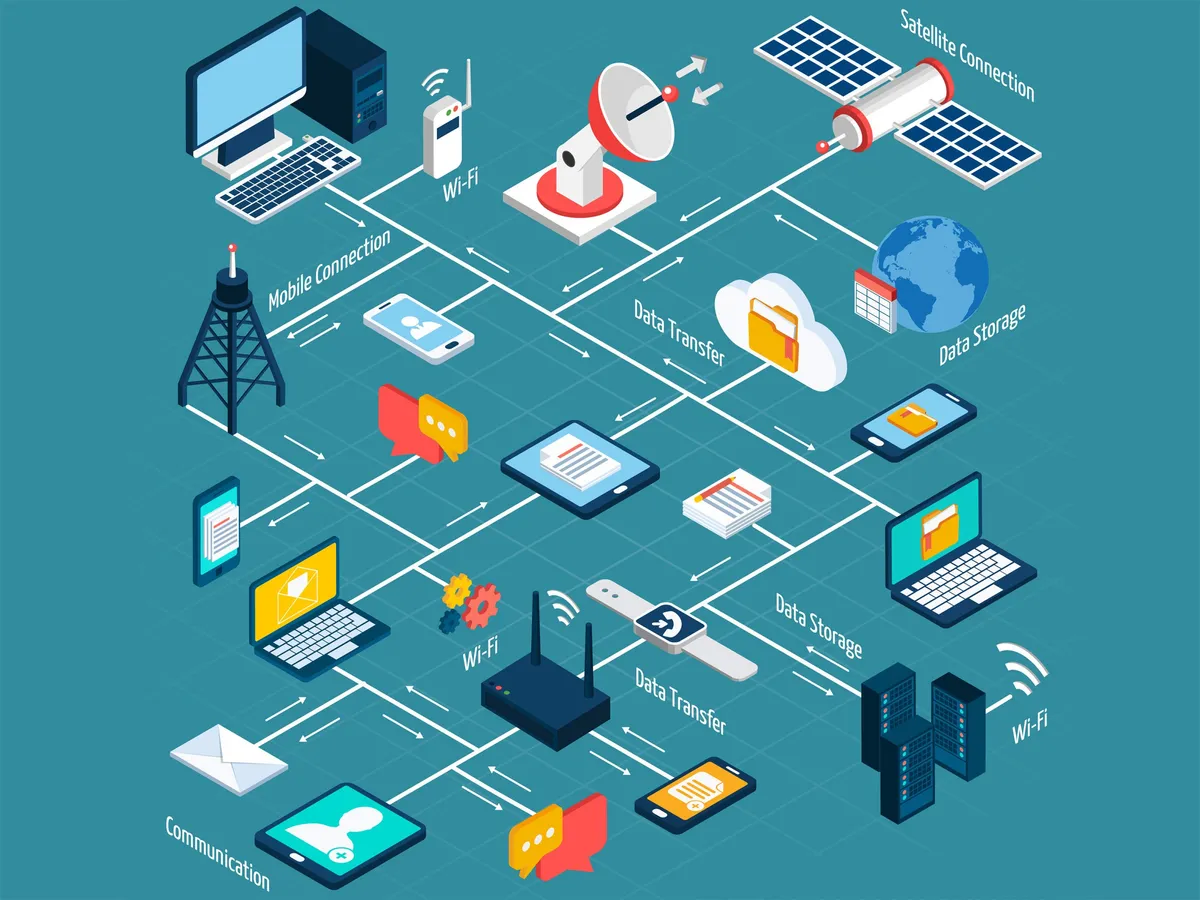 Satellite Connection
Wi-Fi
Mobile Connection
Data Transfer
Data Storage
Data Storage
Wi-Fi
Data Transfer
Wi-Fi
Communication